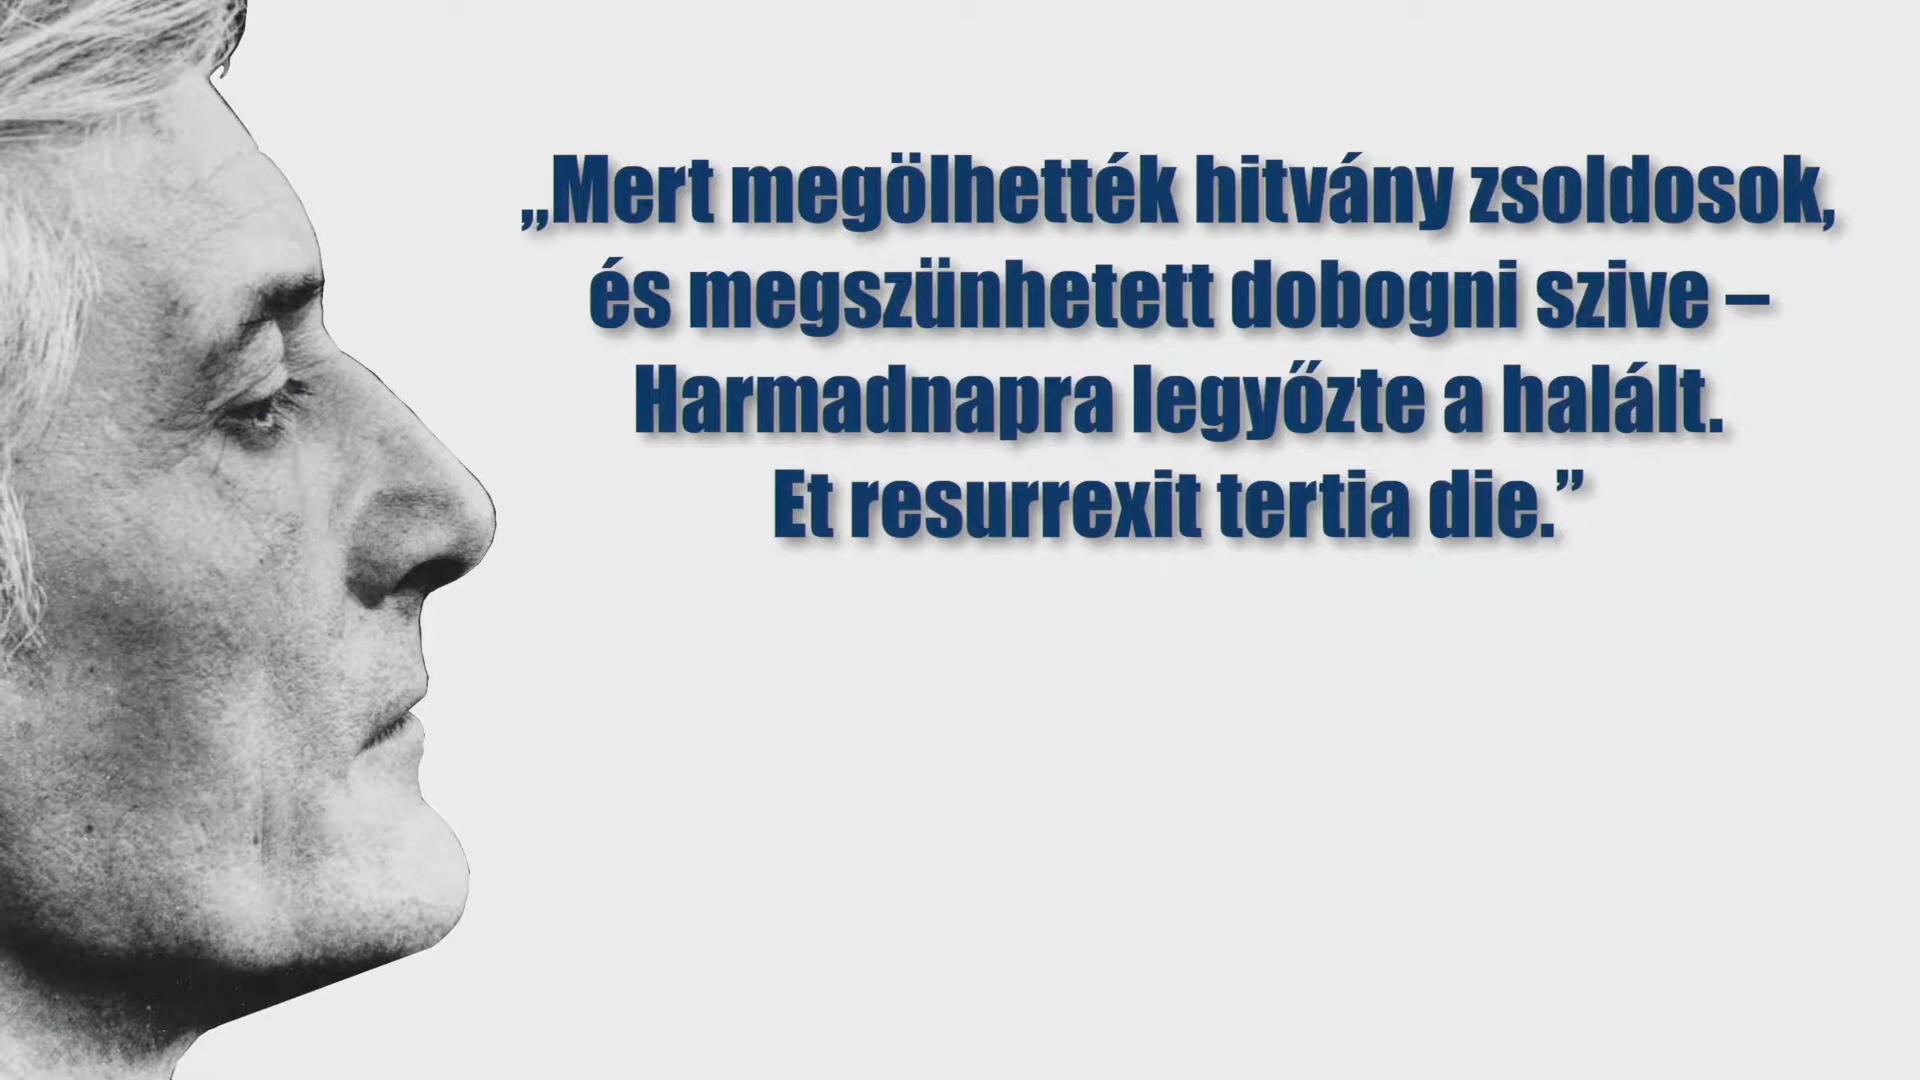 „Mert megölhették hitvány zsoldosok,
és megszünhetett dobogni szive –
Harmadnapra legyőzte a halált.
Et resurrexit tertia die.”